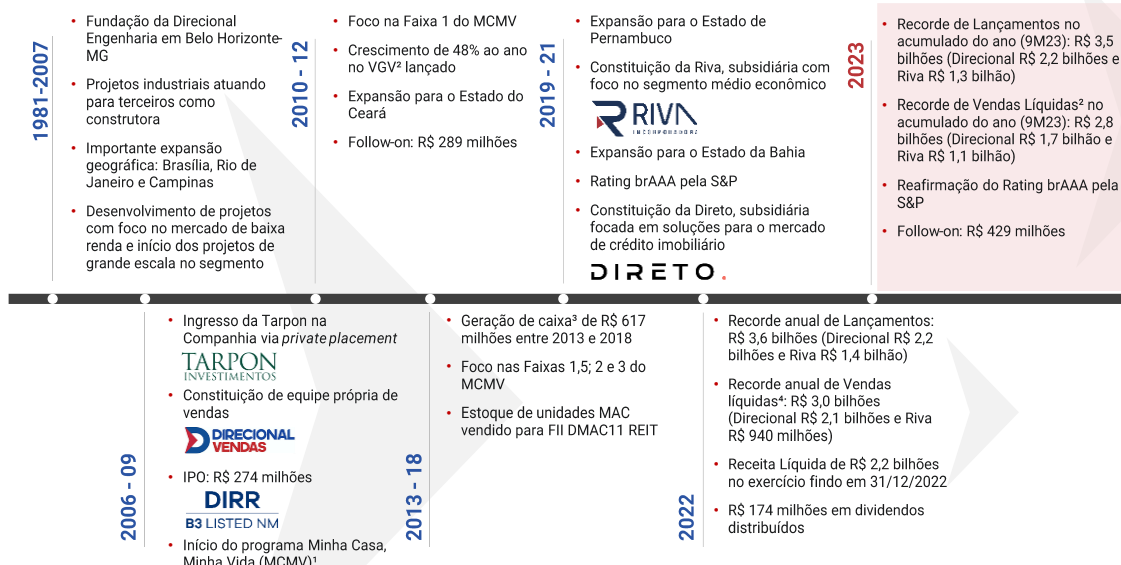 1981-2007
• Fundação da Direcional
Engenharia em Belo Horizonte-
MG
• Projetos industriais atuando
para terceiros como
construtora
• Importante expansão
geográfica: Brasília, Rio de
Janeiro e Campinas
• Desenvolvimento de projetos
com foco no mercado de baixa
renda e início dos projetos de
grande escala no segmento
2010 - 12
• Foco na Faixa 1 do MCMV
• Crescimento de 48% ao ano
no VGV² lançado
• Expansão para o Estado do
Ceará
• Follow-on: R$ 289 milhões
2019 - 21
• Expansão para o Estado de
Pernambuco
• Constituição da Riva, subsidiária com
foco no segmento médio econômico
RIVA
INCORPORADORA
• Expansão para o Estado da Bahia
• Rating brAAA pela S&P
• Constituição da Direto, subsidiária
focada em soluções para o mercado
de crédito imobiliário
DIRETO.
2023
• Recorde de Lançamentos no
acumulado do ano (9M23): R$ 3,5
bilhões (Direcional R$ 2,2 bilhões e
Riva R$ 1,3 bilhão)
• Recorde de Vendas Líquidas² no
acumulado do ano (9M23): R$ 2,8
bilhões (Direcional R$ 1,7 bilhão e
Riva R$ 1,1 bilhão)
• Reafirmação do Rating brAAA pela
S&P
• Follow-on: R$ 429 milhões
2006 - 09
• Ingresso da Tarpon na
Companhia via private placement
TARPON
INVESTIMENTOS
• Constituição de equipe própria de
vendas
DIRECIONAL
VENDAS
• IPO: R$ 274 milhões
DIRR
B3 LISTED NM
• Início do programa Minha Casa,
Minha Vida (MCMV)¹
2013 - 18
• Geração de caixa³ de R$ 617
milhões entre 2013 e 2018
• Foco nas Faixas 1,5; 2 e 3 do
MCMV
• Estoque de unidades MAC
vendido para FII DMAC11 REIT
2022
• Recorde anual de Lançamentos:
R$ 3,6 bilhões (Direcional R$ 2,2
bilhões e Riva R$ 1,4 bilhão)
• Recorde anual de Vendas
líquidas⁴: R$ 3,0 bilhões
(Direcional R$ 2,1 bilhões e Riva
R$ 940 milhões)
• Receita Líquida de R$ 2,2 bilhões
no exercício findo em 31/12/2022
• R$ 174 milhões em dividendos
distribuídos